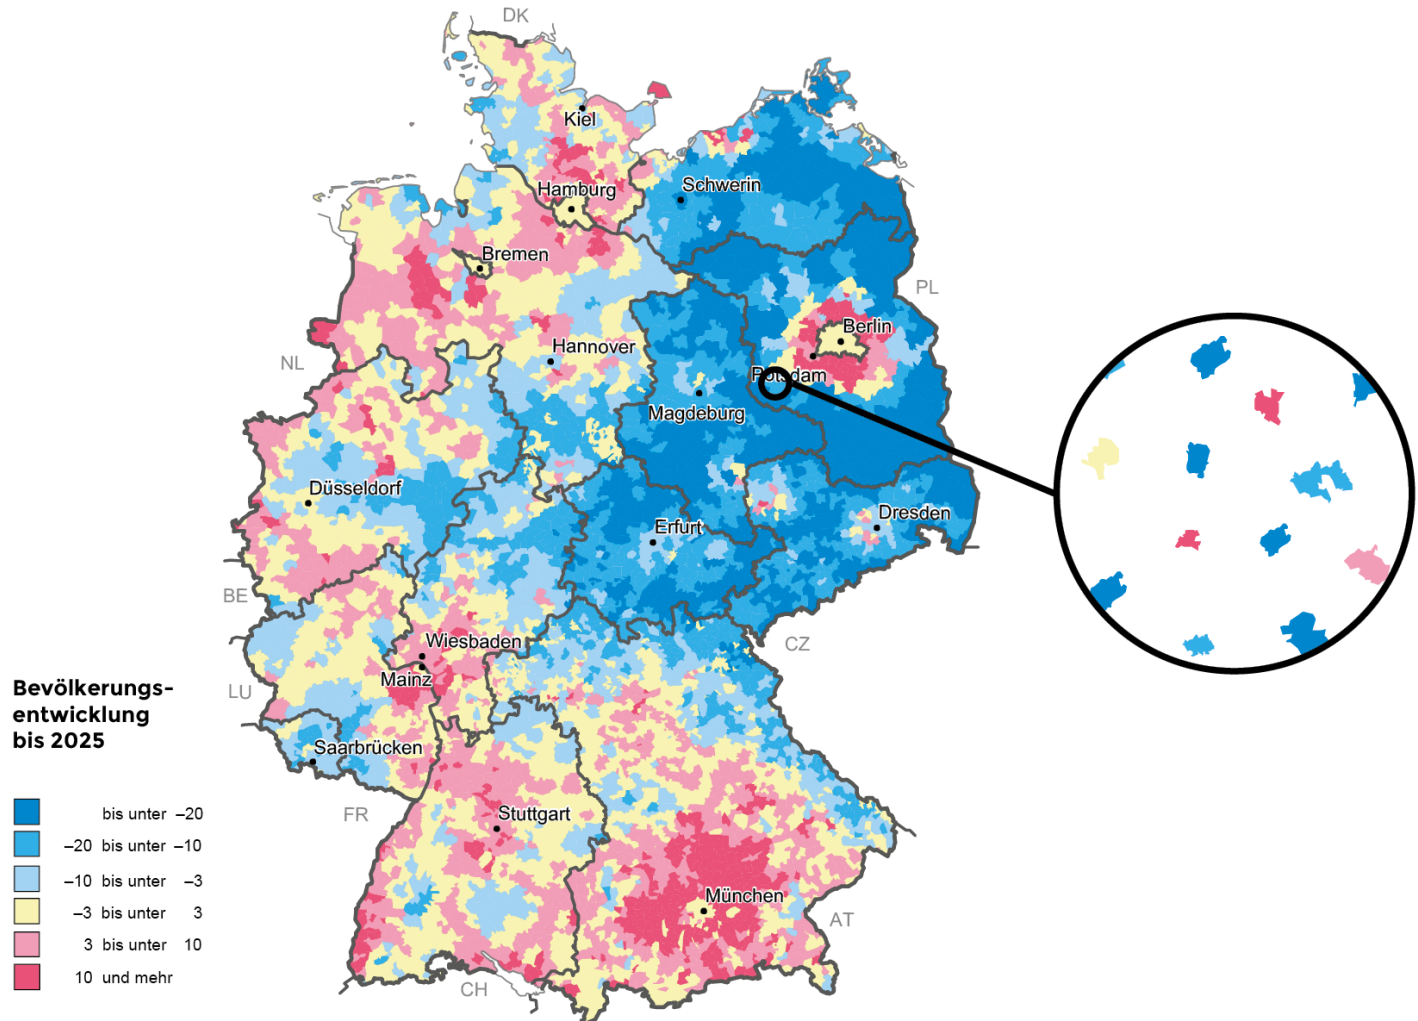 DK
Kiel
Hamburg
Schwerin
Bremen
PL
Berlin
NL
Hannover
Potsdam
Magdeburg
Düsseldorf
Dresden
Erfurt
BE
Wiesbaden
CZ
Mainz
LU
Bevölkerungs-
entwicklung
bis 2025
Saarbrücken
bis unter –20
FR
Stuttgart
–20 bis unter –10
–10 bis unter –3
München
–3 bis unter 3
AT
3 bis unter 10
10 und mehr
CH